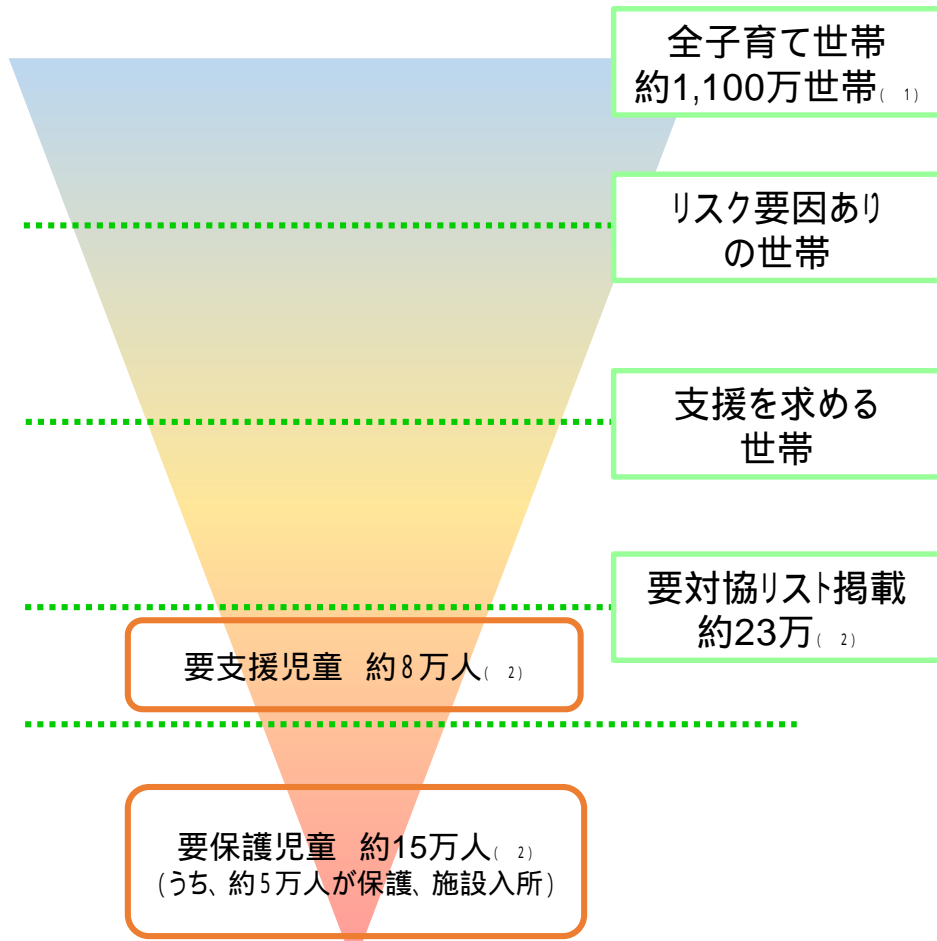 全子育て世帯
約1,100万世帯( 1)
リスク要因あり
の世帯
支援を求める
世帯
要対協リスト掲載
約23万( 2)
要支援児童 約8万人( 2)
要保護児童 約15万人( 2)
(うち、約5万人が保護、施設入所)